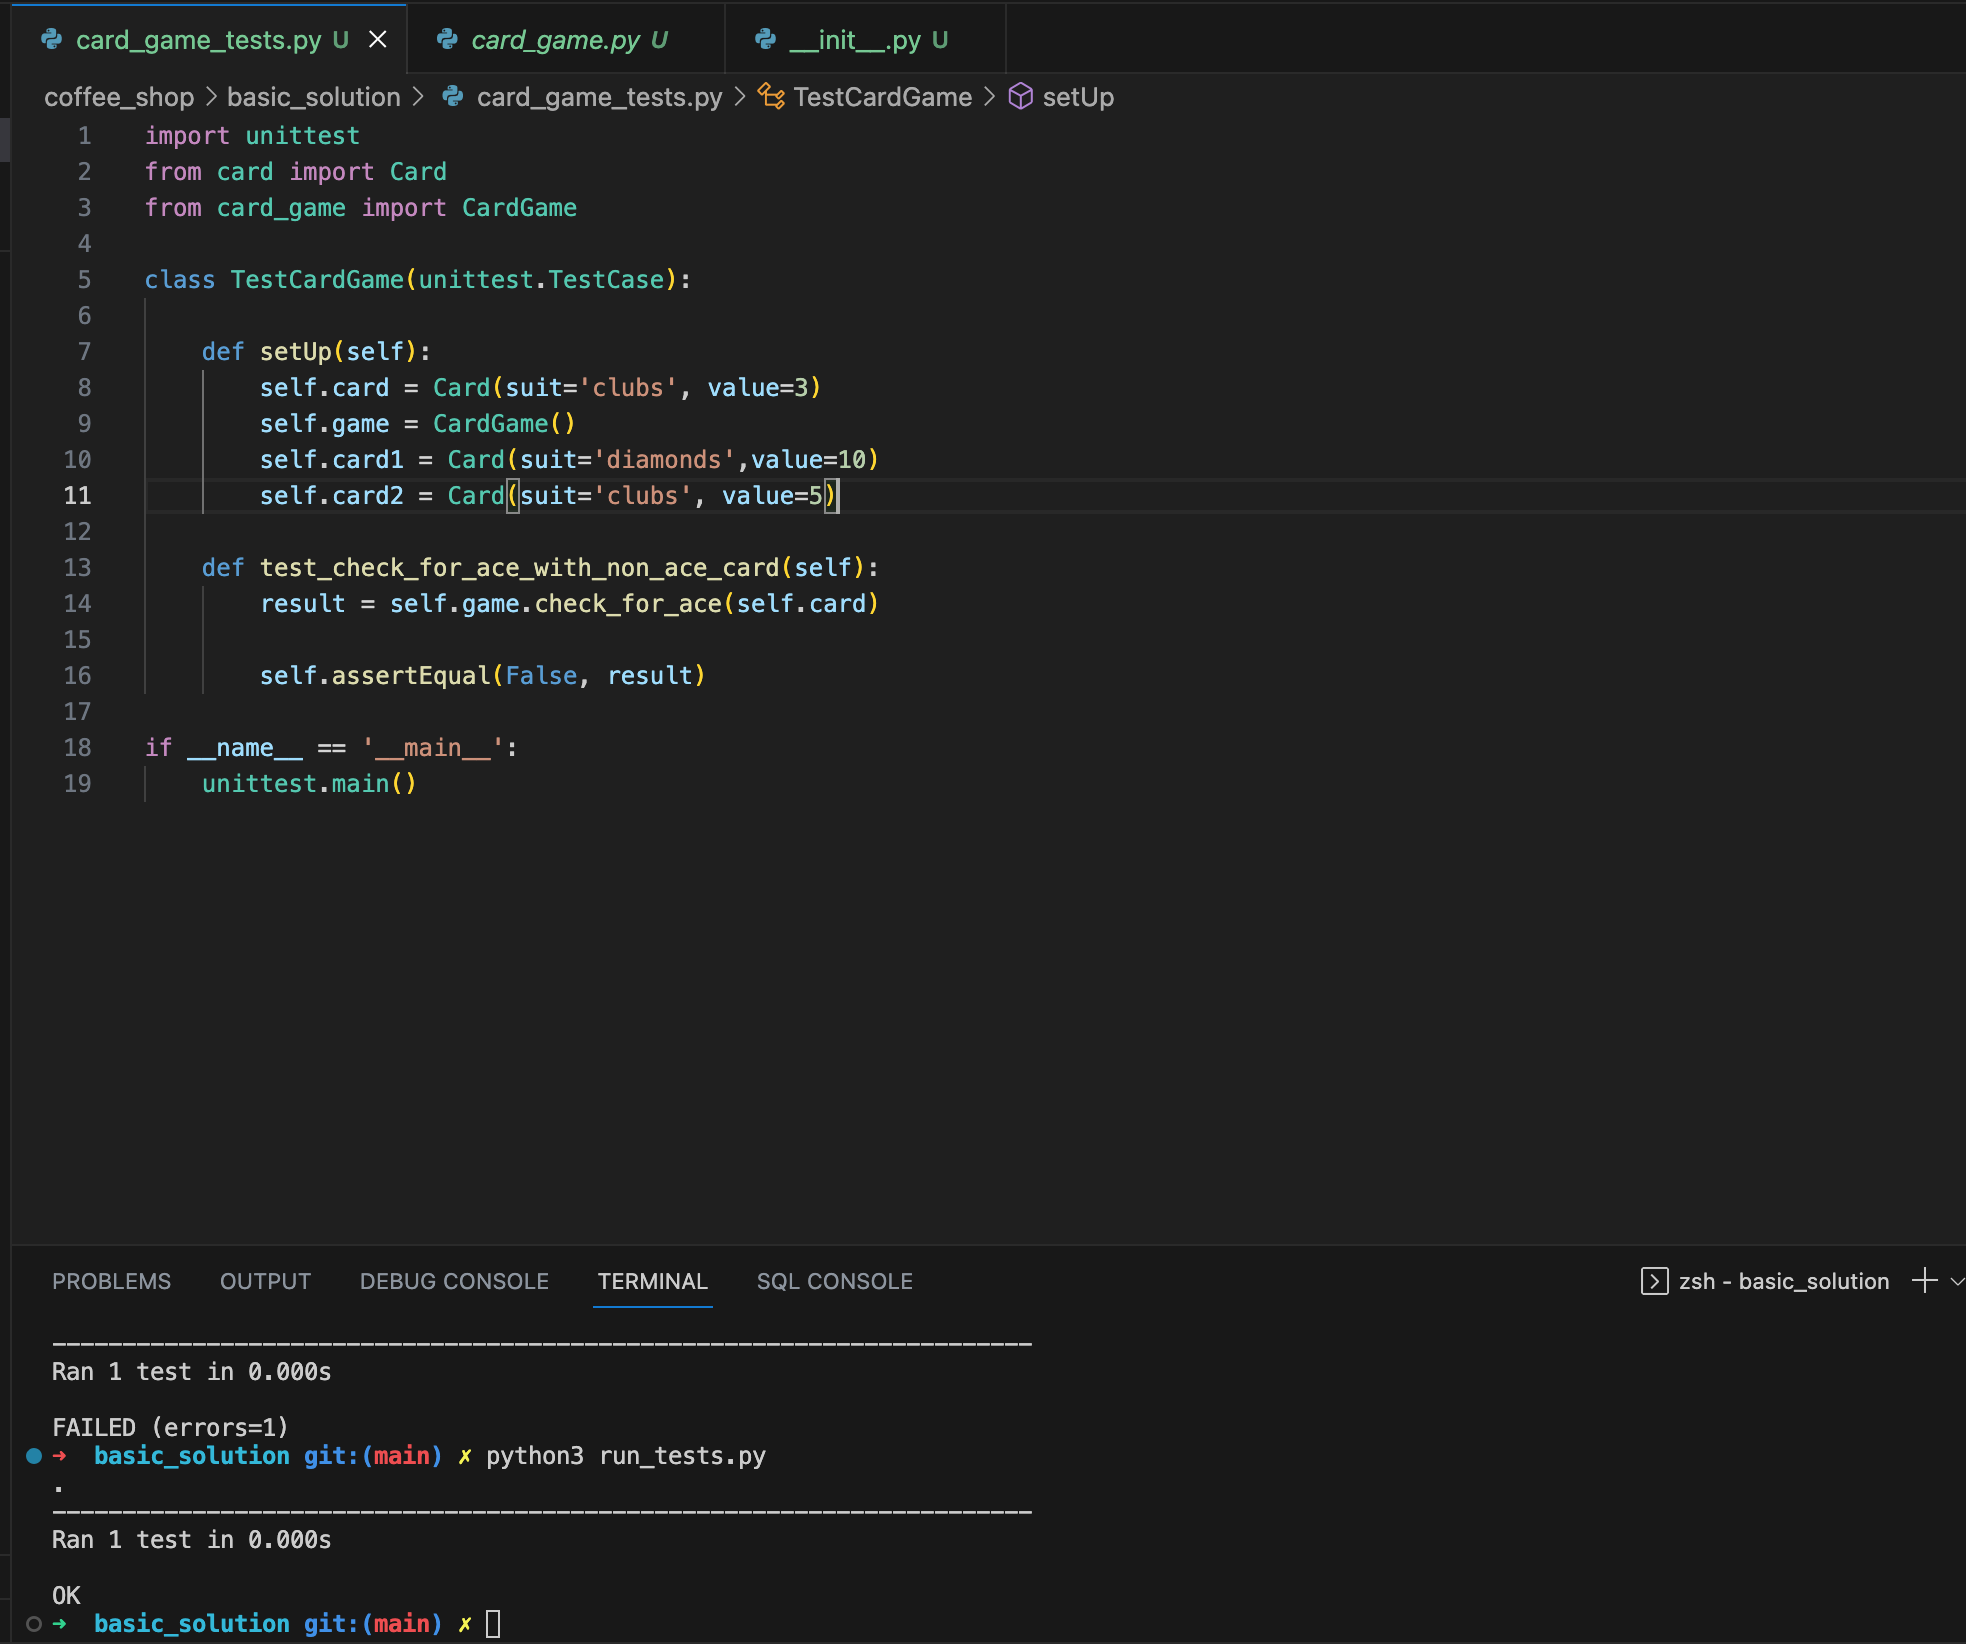 card_game_tests.py U
card_game.py U
__init__.py U
coffee_shop > basic_solution > card_game_tests.py > TestCardGame > setUp
1 import unittest
2 from card import Card
3 from card_game import CardGame
4
5 class TestCardGame(unittest.TestCase):
6
7     def setUp(self):
8         self.card = Card(suit='clubs', value=3)
9         self.game = CardGame()
10         self.card1 = Card(suit='diamonds',value=10)
11         self.card2 = Card(suit='clubs', value=5)
12
13     def test_check_for_ace_with_non_ace_card(self):
14         result = self.game.check_for_ace(self.card)
15
16         self.assertEqual(False, result)
17
18 if __name__ == '__main__':
19     unittest.main()
PROBLEMS OUTPUT DEBUG CONSOLE TERMINAL SQL CONSOLE zsh - basic_solution
----------------------------------------------------------------------
Ran 1 test in 0.000s
FAILED (errors=1)
➜ basic_solution git:(main) ✗ python3 run_tests.py
.
----------------------------------------------------------------------
Ran 1 test in 0.000s
OK
➜ basic_solution git:(main) ✗